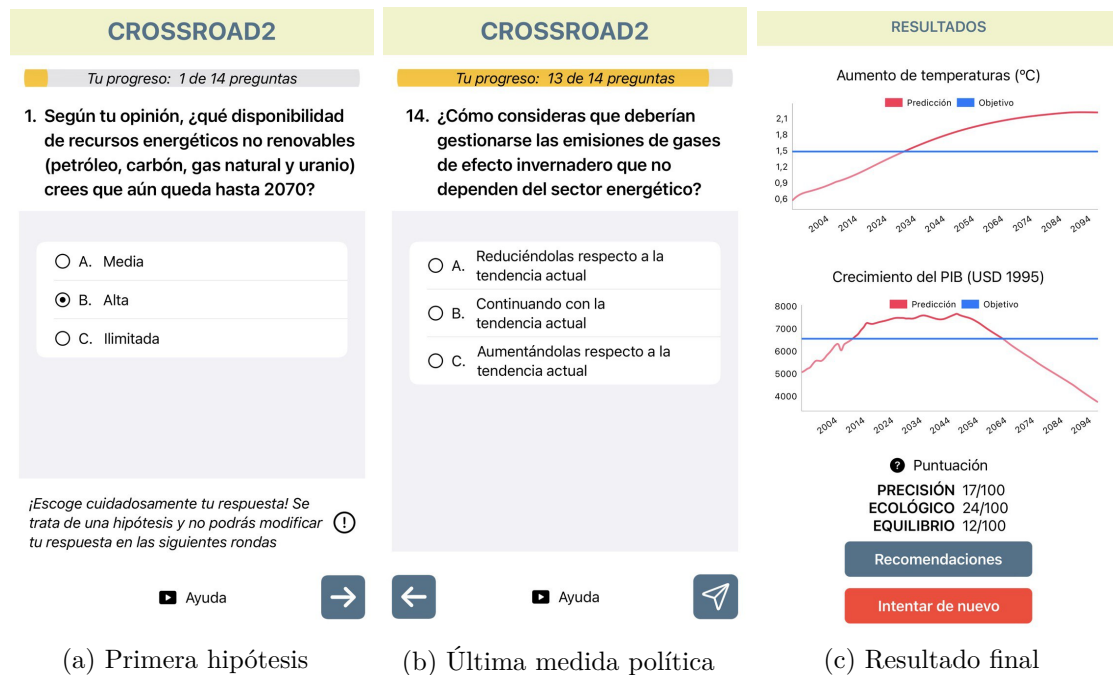 CROSSROAD2
Tu progreso: 1 de 14 preguntas
1. Según tu opinión, ¿qué disponibilidad
de recursos energéticos no renovables
(petróleo, carbón, gas natural y uranio)
crees que aún queda hasta 2070?
A. Media
B. Alta
C. Ilimitada
¡Escoge cuidadosamente tu respuesta! Se
trata de una hipótesis y no podrás modificar
tu respuesta en las siguientes rondas
!
Ayuda
(a) Primera hipótesis
CROSSROAD2
Tu progreso: 13 de 14 preguntas
14. ¿Cómo consideras que deberían
gestionarse las emisiones de gases
de efecto invernadero que no
dependen del sector energético?
A. Reduciéndolas respecto a la
tendencia actual
B. Continuando con la
tendencia actual
C. Aumentándolas respecto a la
tendencia actual
Ayuda
(b) Última medida política
RESULTADOS
Aumento de temperaturas (ºC)
Predicción Objetivo
2,1
1,8
1,5
1,2
0,9
0,6
2004 2014 2024 2034 2044 2054 2064 2074 2084 2094
Crecimiento del PIB (USD 1995)
Predicción Objetivo
8000
7000
6000
5000
4000
2004 2014 2024 2034 2044 2054 2064 2074 2084 2094
? Puntuación
PRECISIÓN 17/100
ECOLÓGICO 24/100
EQUILIBRIO 12/100
Recomendaciones
Intentar de nuevo
(c) Resultado final